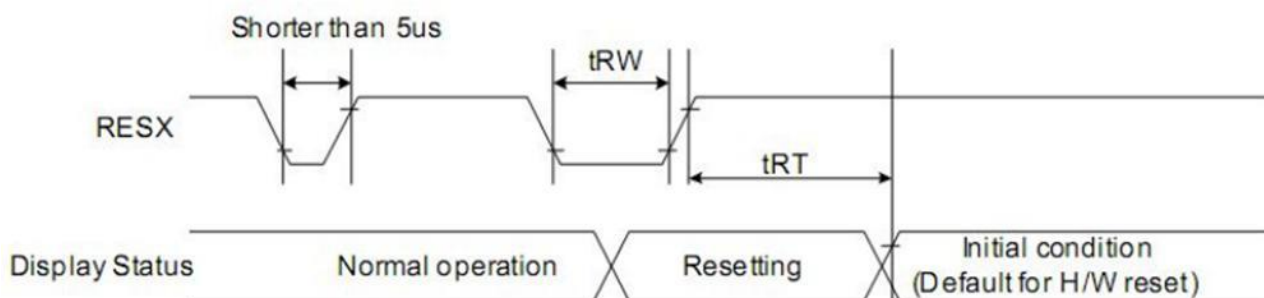 Shorter than 5us
tRW
RESX
tRT
Display Status
Normal operation
Resetting
Initial condition
(Default for H/W reset)